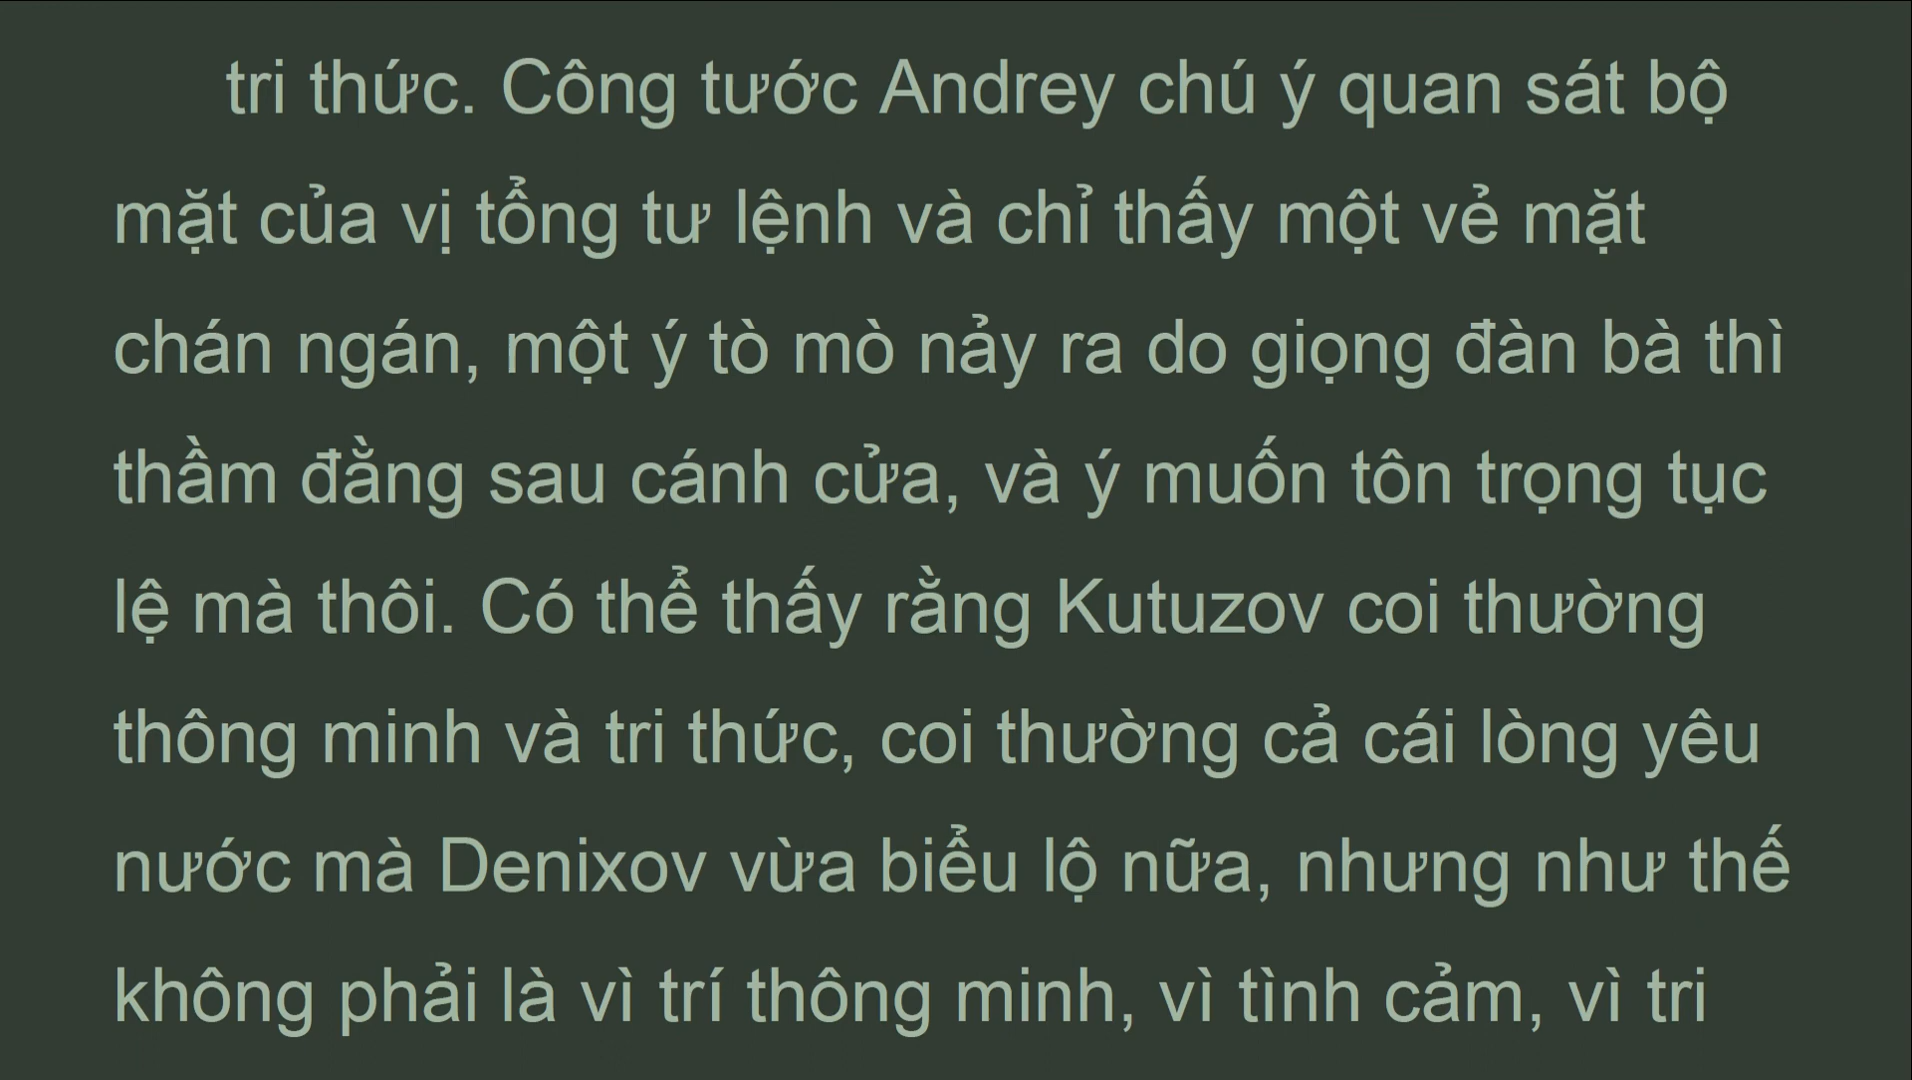 tri thức. Công tước Andrey chú ý quan sát bộ
mặt của vị tổng tư lệnh và chỉ thấy một vẻ mặt
chán ngán, một ý tò mò nảy ra do giọng đàn bà thì
thầm đằng sau cánh cửa, và ý muốn tôn trọng tục
lệ mà thôi. Có thể thấy rằng Kutuzov coi thường
thông minh và tri thức, coi thường cả cái lòng yêu
nước mà Denixov vừa biểu lộ nữa, nhưng như thế
không phải là vì trí thông minh, vì tình cảm, vì tri